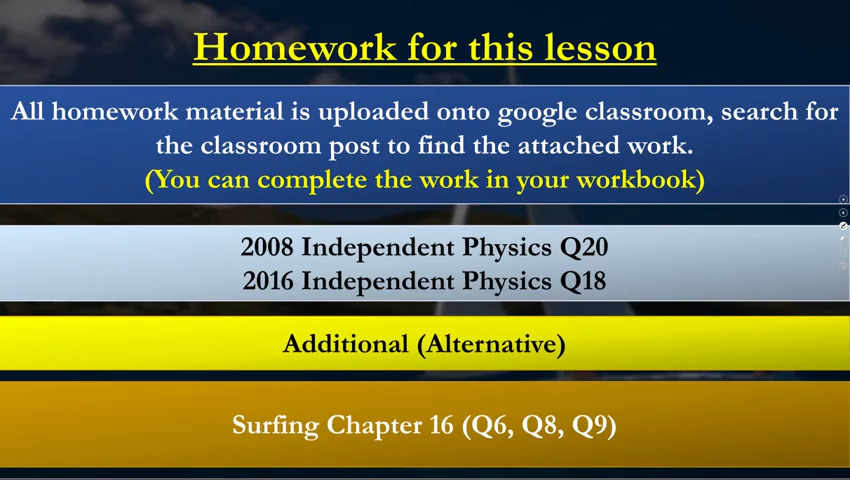 Homework for this lesson
All homework material is uploaded onto google classroom, search for
the classroom post to find the attached work.
(You can complete the work in your workbook)
2008 Independent Physics Q20
2016 Independent Physics Q18
Additional (Alternative)
Surfing Chapter 16 (Q6, Q8, Q9)